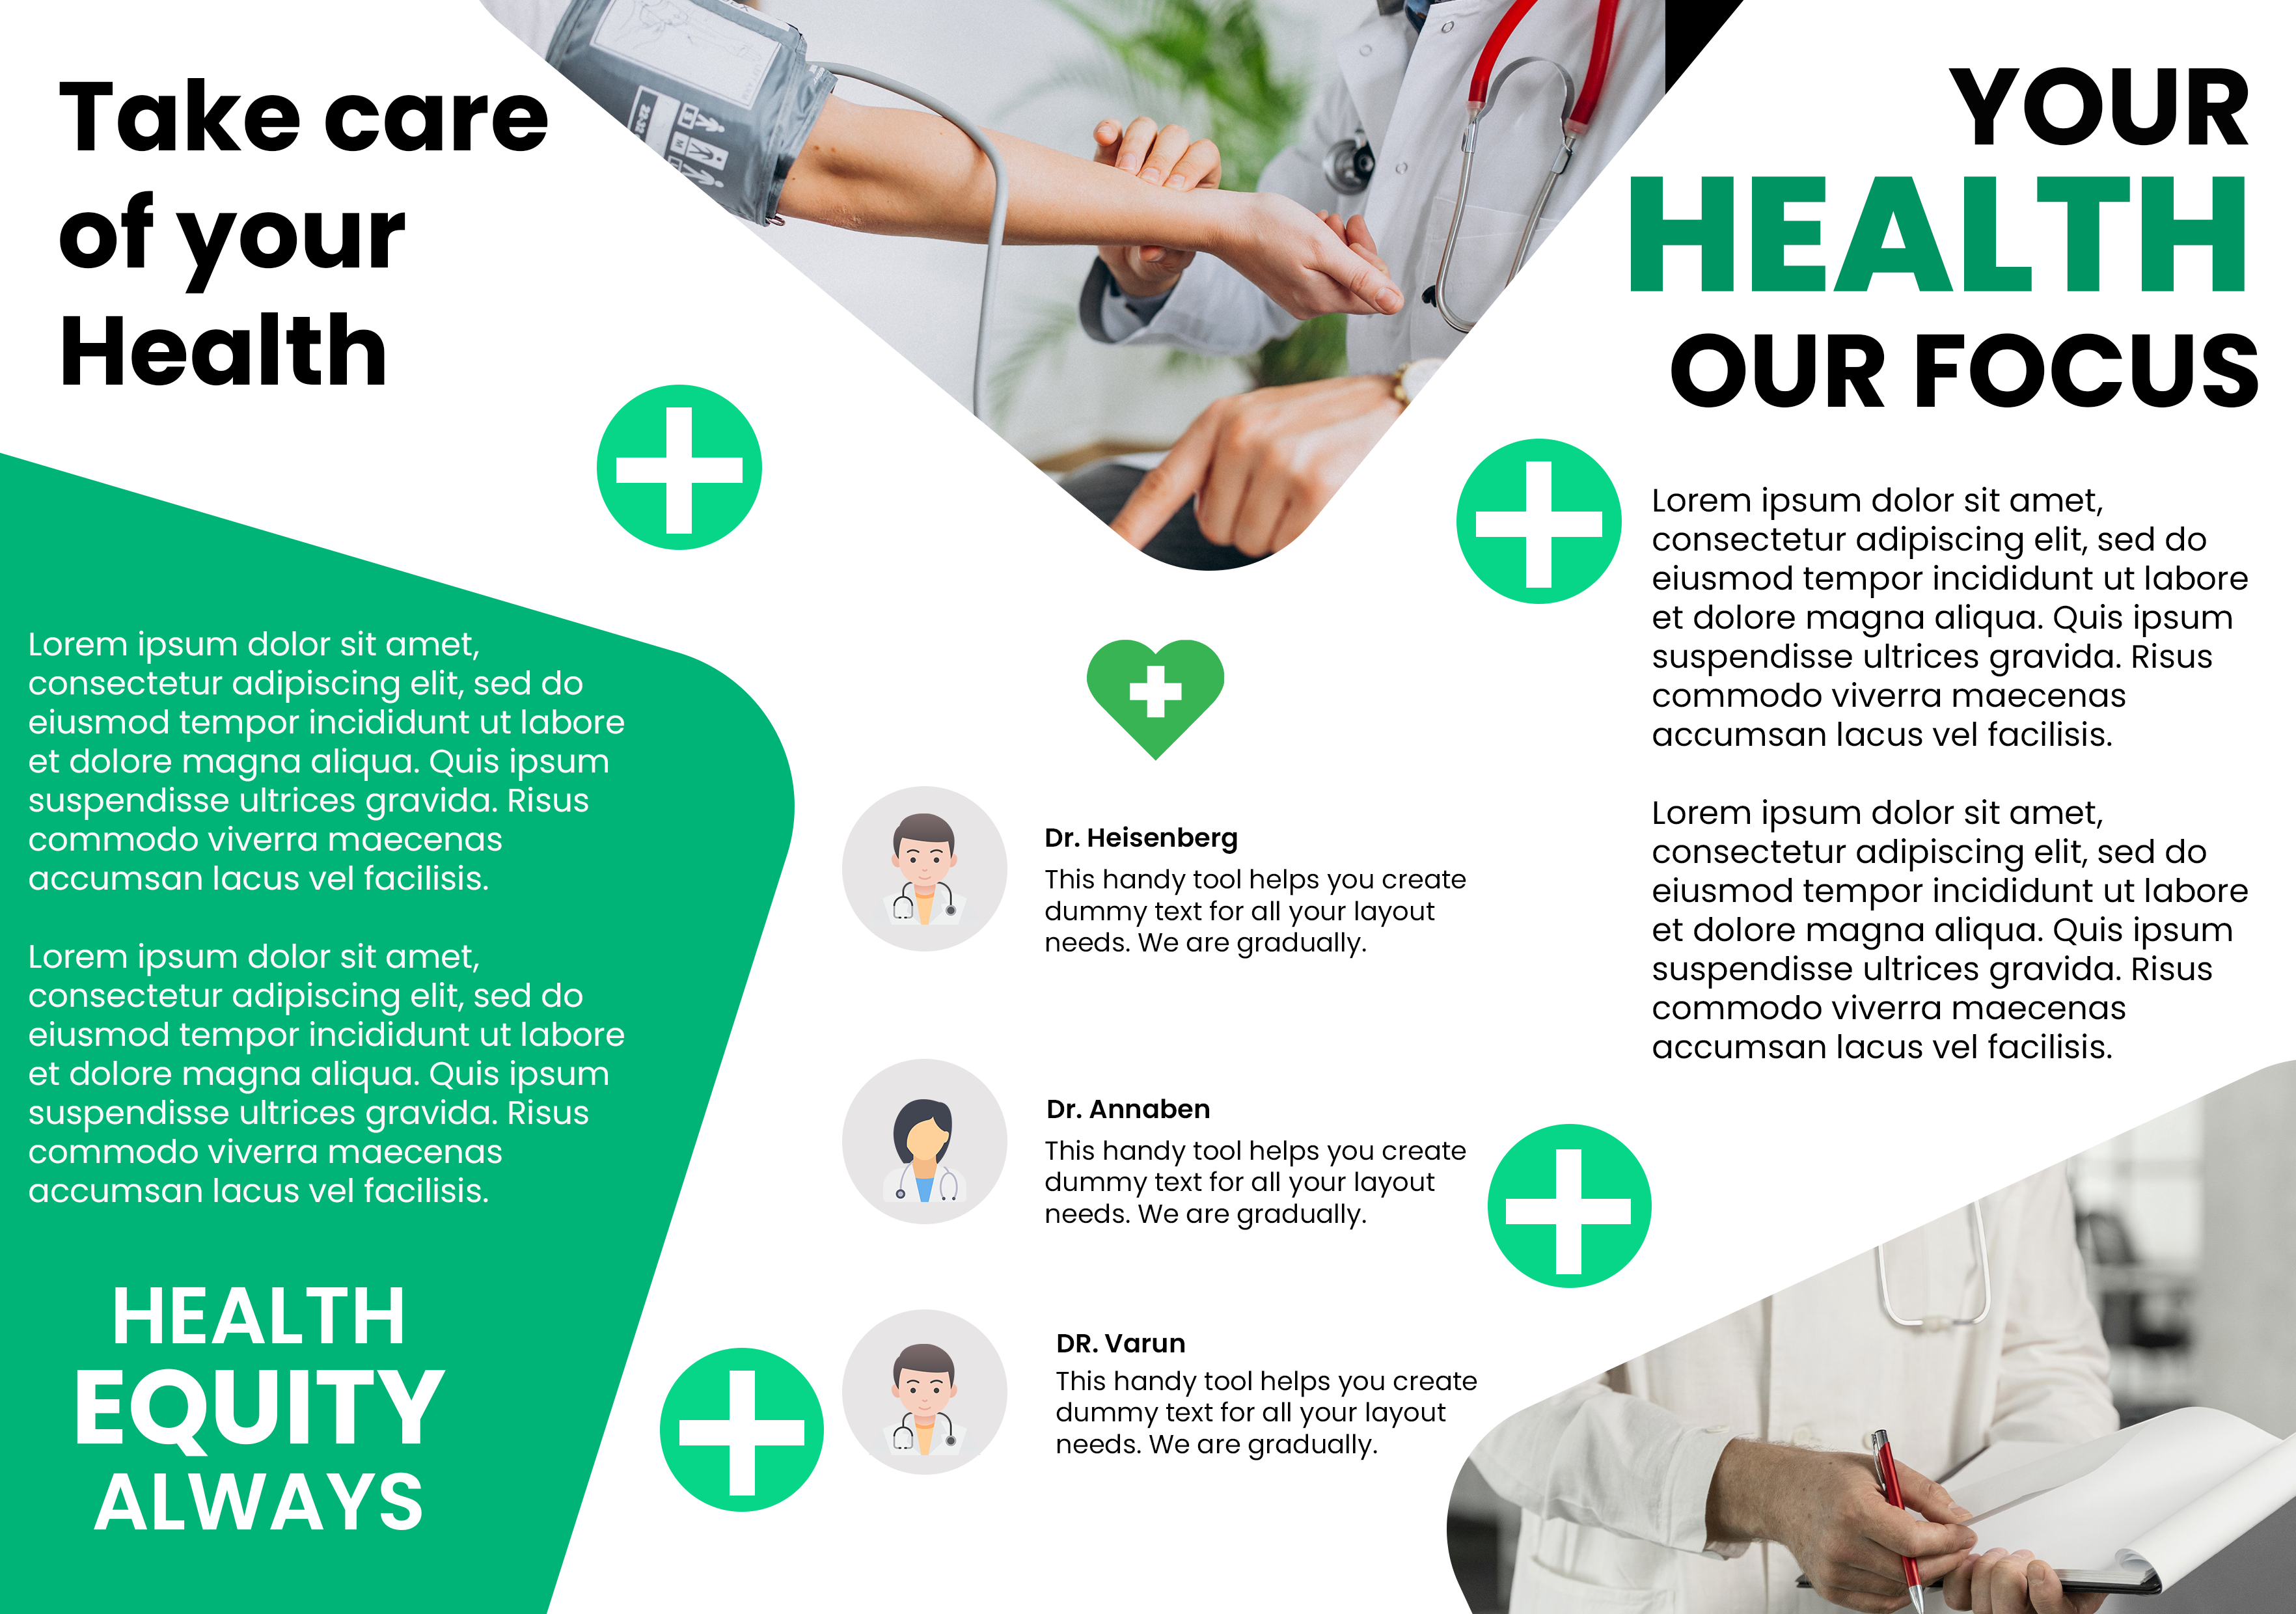 Take care
of your
Health
Lorem ipsum dolor sit amet,
consectetur adipiscing elit, sed do
eiusmod tempor incididunt ut labore
et dolore magna aliqua. Quis ipsum
suspendisse ultrices gravida. Risus
commodo viverra maecenas
accumsan lacus vel facilisis.
Lorem ipsum dolor sit amet,
consectetur adipiscing elit, sed do
eiusmod tempor incididunt ut labore
et dolore magna aliqua. Quis ipsum
suspendisse ultrices gravida. Risus
commodo viverra maecenas
accumsan lacus vel facilisis.
HEALTH
EQUITY
ALWAYS
Dr. Heisenberg
This handy tool helps you create
dummy text for all your layout
needs. We are gradually.
Dr. Annaben
This handy tool helps you create
dummy text for all your layout
needs. We are gradually.
DR. Varun
This handy tool helps you create
dummy text for all your layout
needs. We are gradually.
YOUR
HEALTH
OUR FOCUS
Lorem ipsum dolor sit amet,
consectetur adipiscing elit, sed do
eiusmod tempor incididunt ut labore
et dolore magna aliqua. Quis ipsum
suspendisse ultrices gravida. Risus
commodo viverra maecenas
accumsan lacus vel facilisis.
Lorem ipsum dolor sit amet,
consectetur adipiscing elit, sed do
eiusmod tempor incididunt ut labore
et dolore magna aliqua. Quis ipsum
suspendisse ultrices gravida. Risus
commodo viverra maecenas
accumsan lacus vel facilisis.